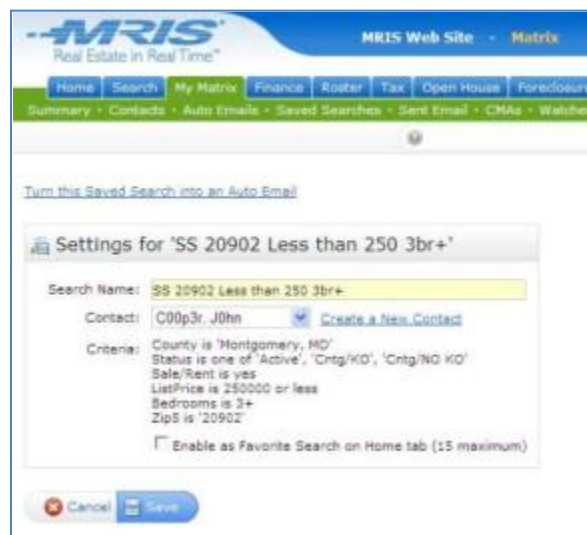 MRIS®
Real Estate in Real Time™
MRIS Web Site - Matrix
Home Search My Matrix Finance Roster Tax Open House Foreclosur
Summary • Contacts • Auto Emails • Saved Searches • Sent Email • CMAs • Watche
Turn this Saved Search into an Auto Email
Settings for 'SS 20902 Less than 250 3br+'
Search Name: SS 20902 Less than 250 3br+
Contact: C00p3r, J0hn Create a New Contact
Criteria: County is 'Montgomery, MD'
Status is one of 'Active', 'Cntg/KO', 'Cntg/NO KO'
Sale/Rent is yes
ListPrice is 250000 or less
Bedrooms is 3+
Zip5 is '20902'
Enable as Favorite Search on Home tab (15 maximum)
Cancel Save